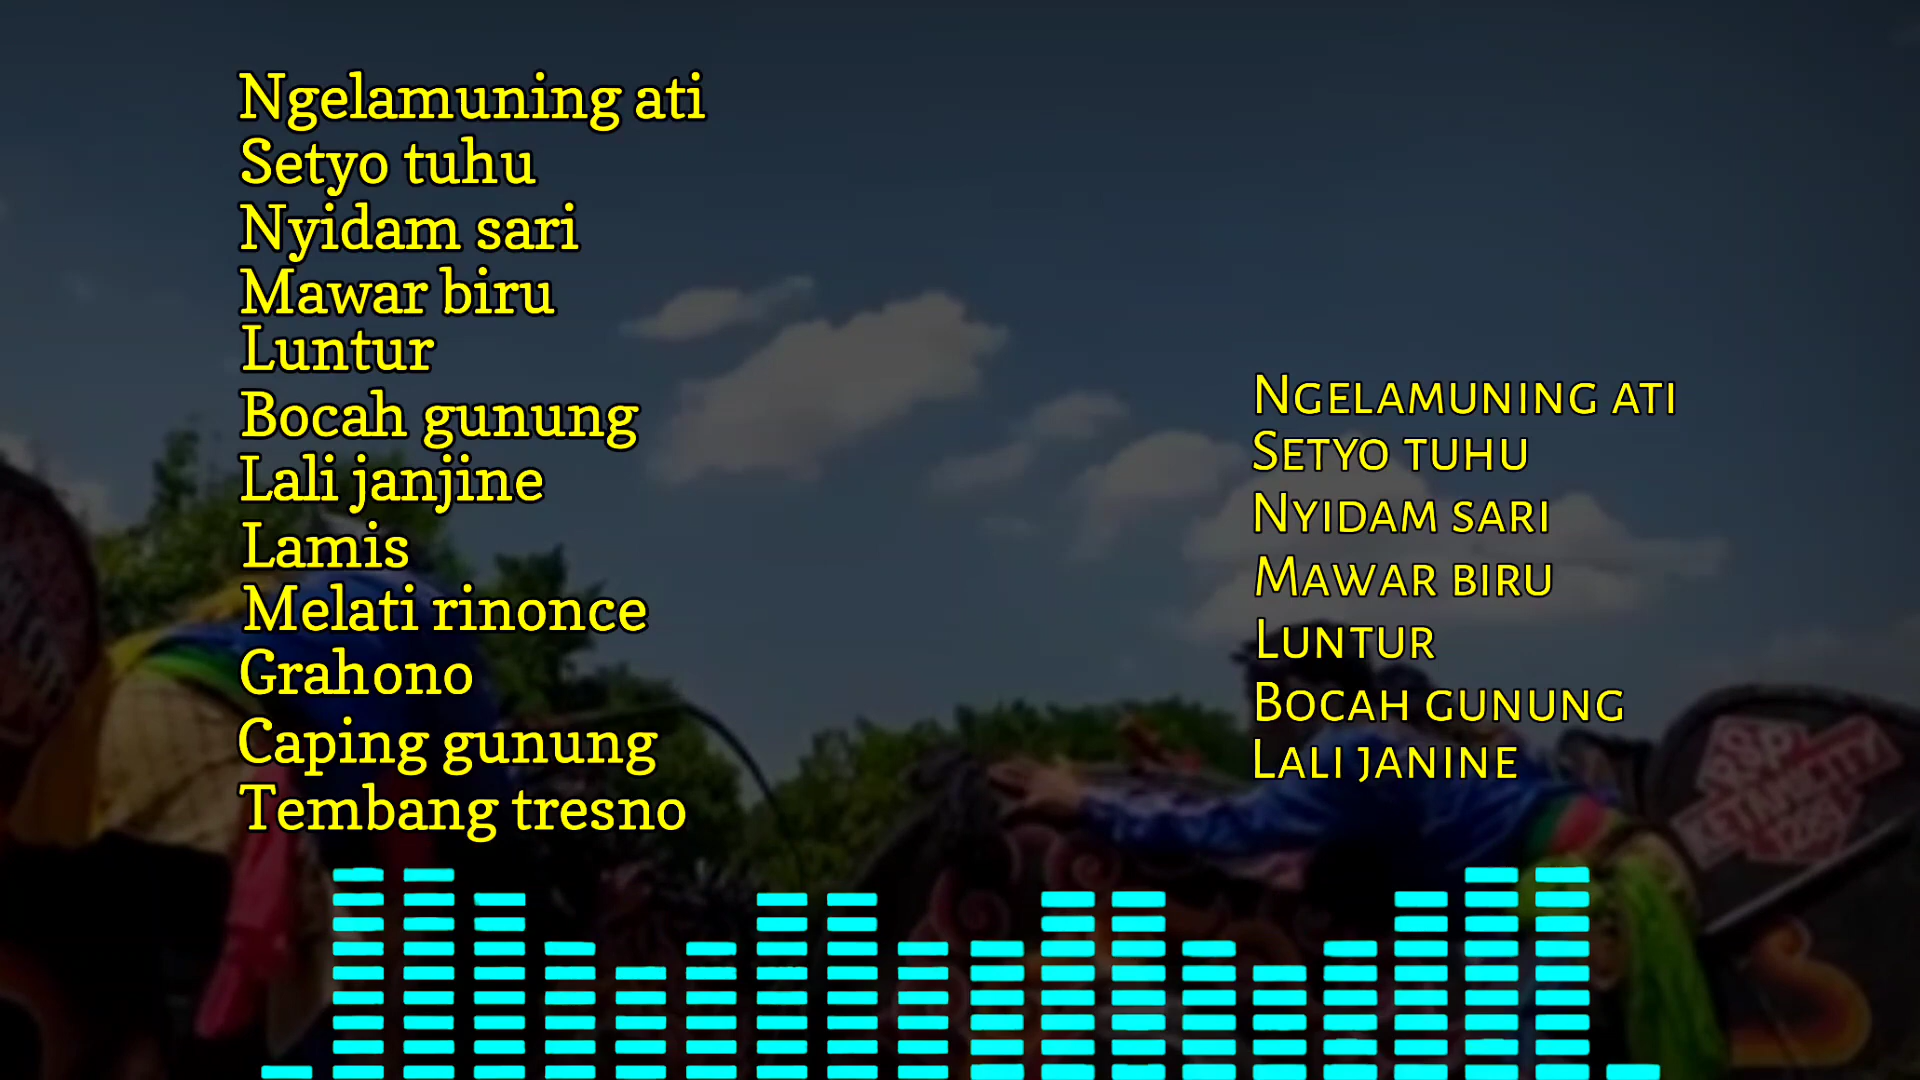 Ngelamuning ati
Setyo tuhu
Nyidam sari
Mawar biru
Luntur
Bocah gunung
Lali janjine
Lamis
Melati rinonce
Grahono
Caping gunung
Tembang tresno
Ngelamuning ati
Setyo tuhu
Nyidam sari
Mawar biru
Luntur
Bocah gunung
Lali janine